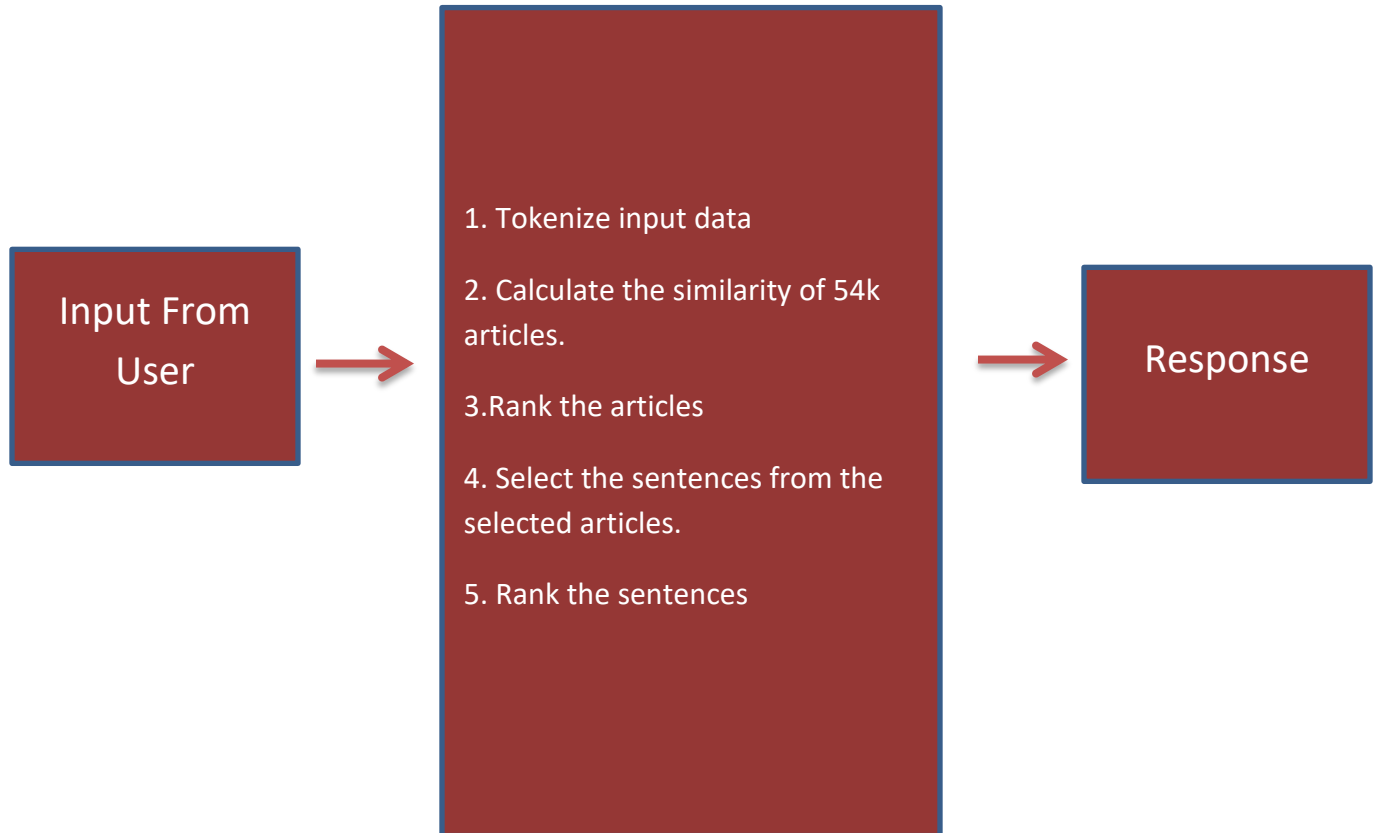 Input From
User
1. Tokenize input data
2. Calculate the similarity of 54k
articles.
3.Rank the articles
4. Select the sentences from the
selected articles.
5. Rank the sentences
Response